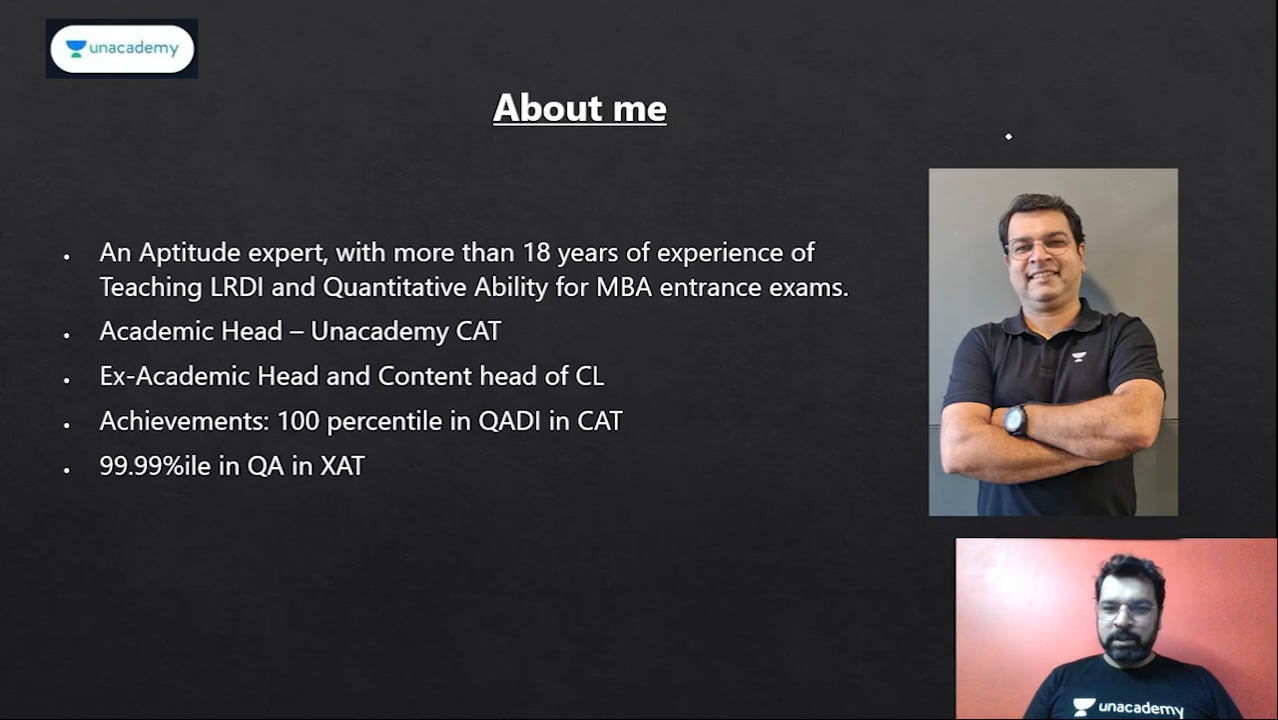 unacademy
About me
An Aptitude expert, with more than 18 years of experience of
Teaching LRDI and Quantitative Ability for MBA entrance exams.
Academic Head – Unacademy CAT
Ex-Academic Head and Content head of CL
Achievements: 100 percentile in QADI in CAT
99.99%ile in QA in XAT
unacademy